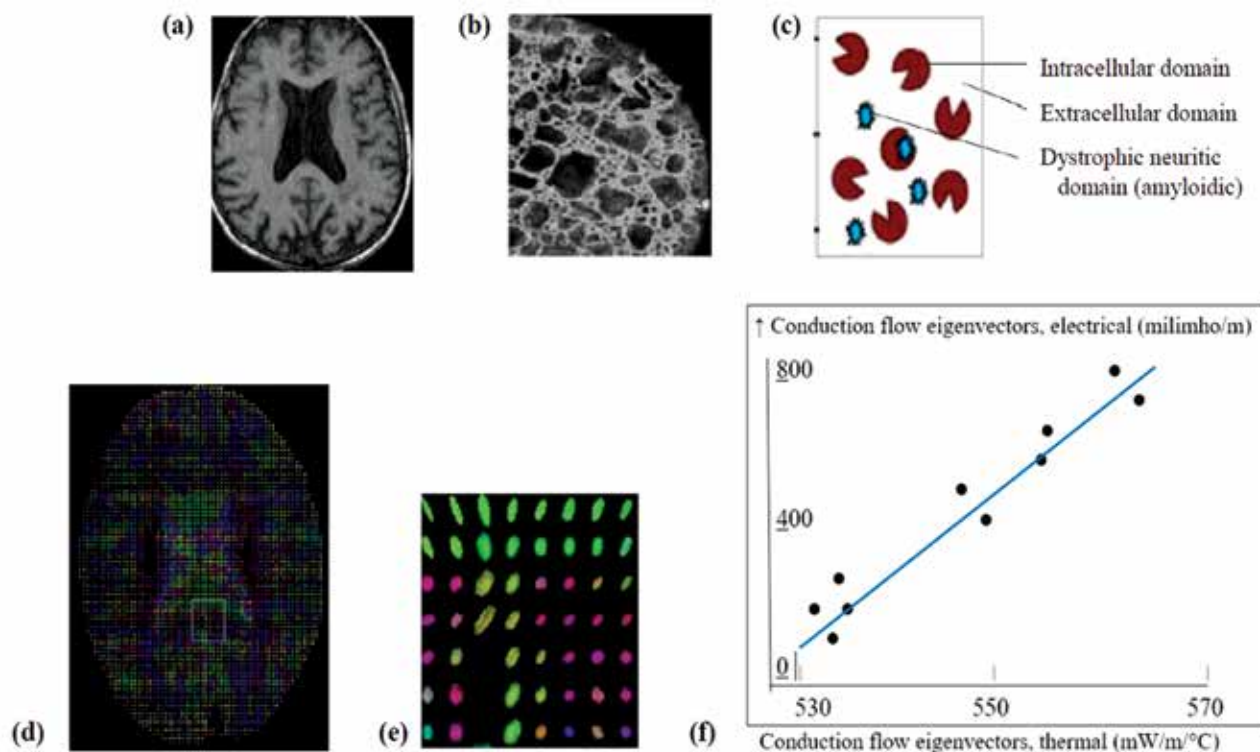 (a)
(b)
(c)
Intracellular domain
Extracellular domain
Dystrophic neuritic
domain (amyloidic)
(d)
(e)
(f)
↑ Conduction flow eigenvectors, electrical (milimho/m)
800
400
0
530 550 570
Conduction flow eigenvectors, thermal (mW/m/°C)